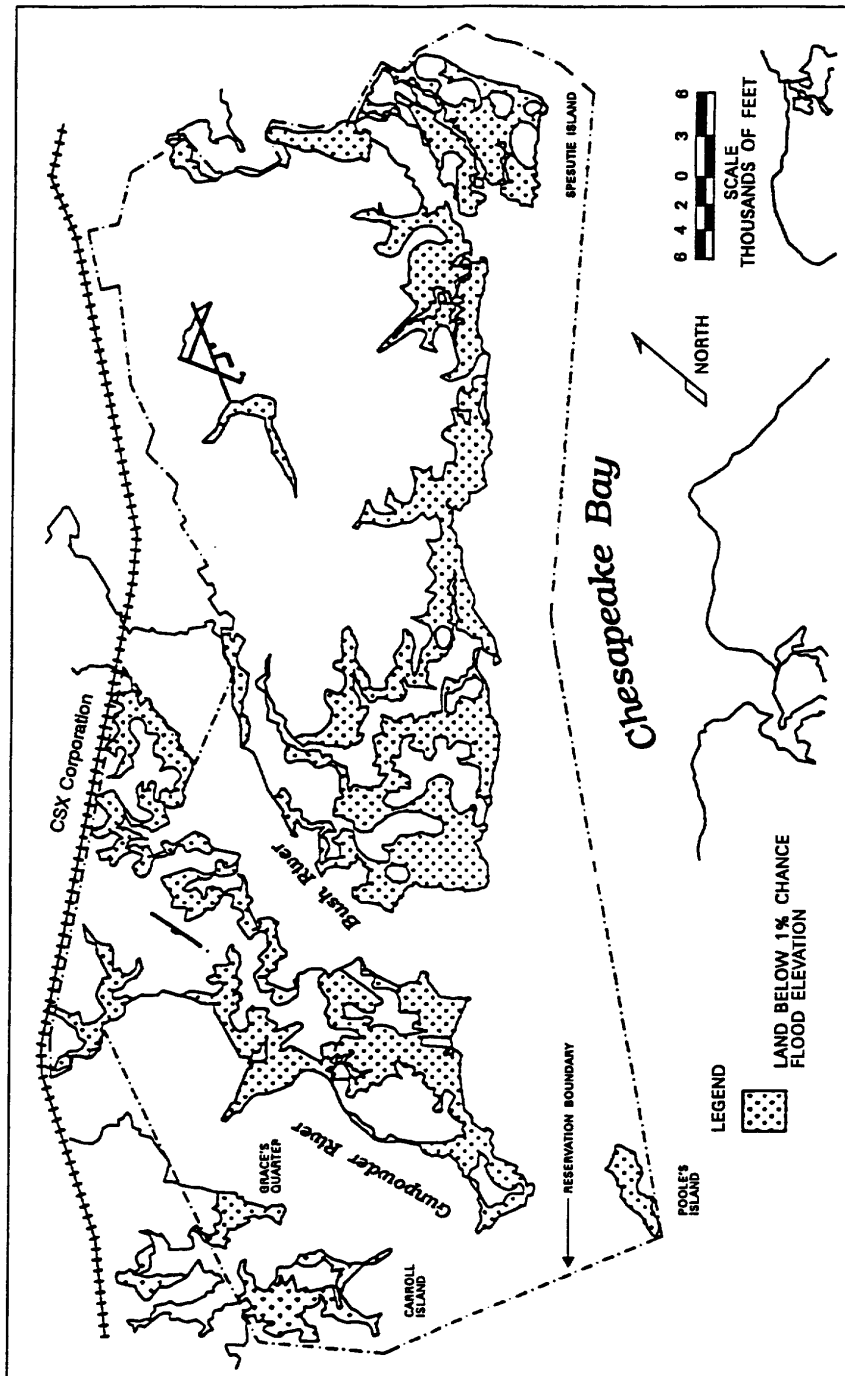 CSX Corporation
SPESUTIE ISLAND
Bush River
Chesapeake Bay
GRACE'S
QUARTER
Gunpowder River
CARROLL
ISLAND
RESERVATION BOUNDARY
POOLE'S
ISLAND
LEGEND
LAND BELOW 1% CHANCE
FLOOD ELEVATION
NORTH
6 4 2 0 3 6
SCALE
THOUSANDS OF FEET